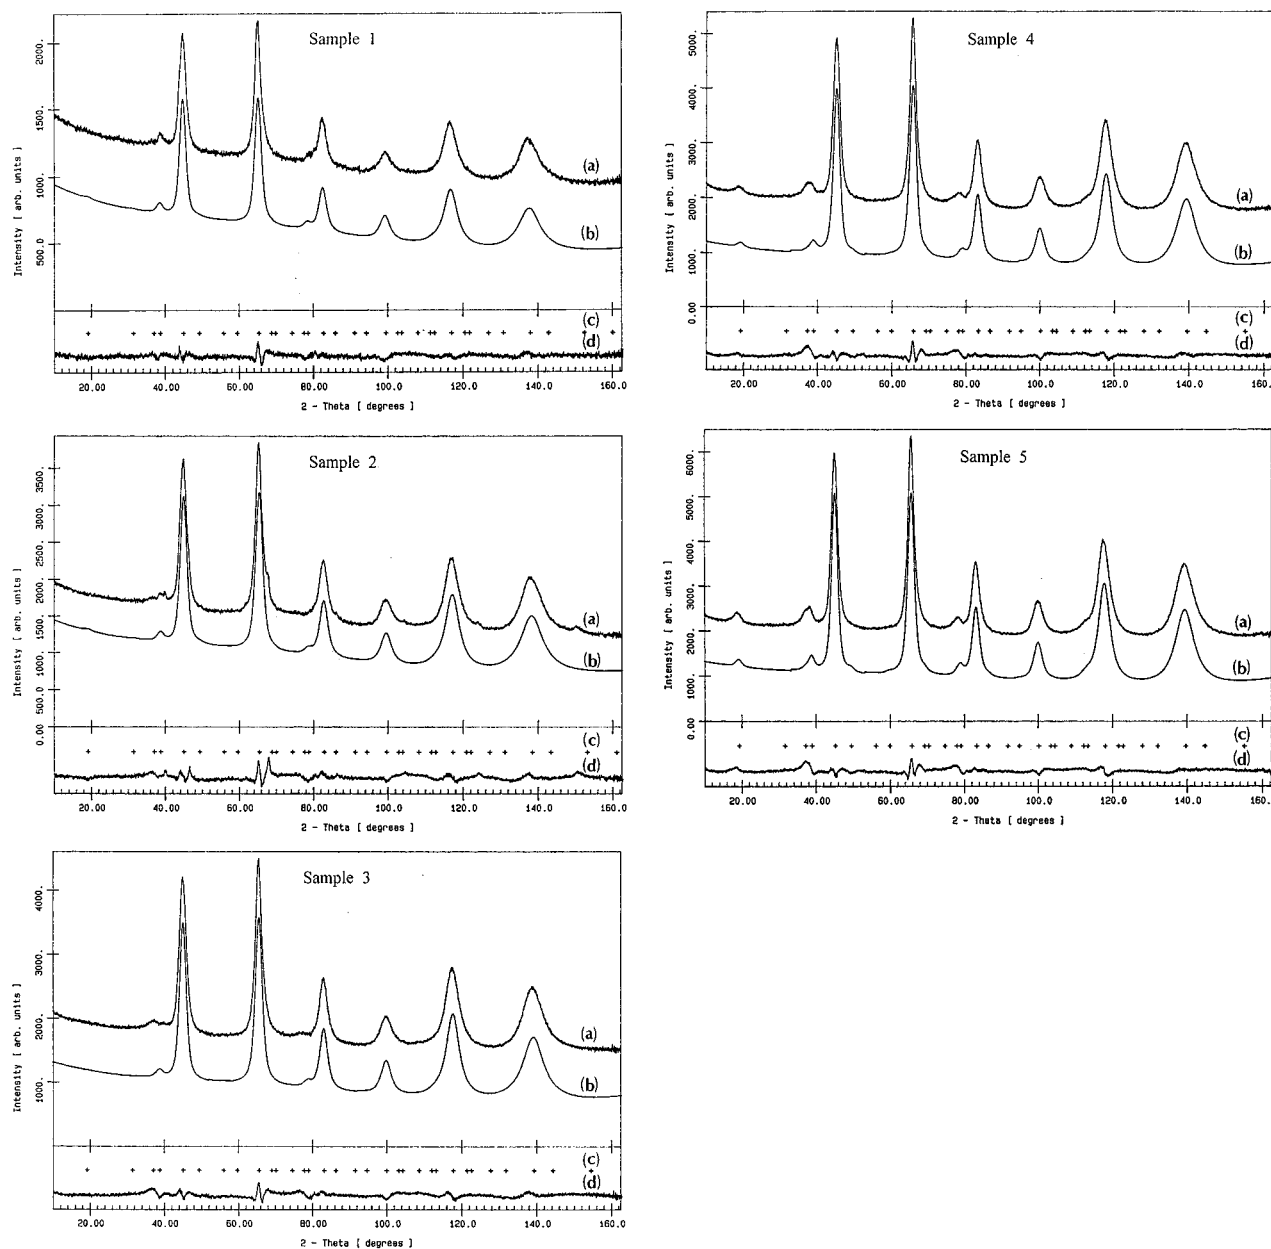 Sample 1
Intensity [ arb. units ]
2000.
1500.
1000.
500.0
(a)
(b)
(c)
(d)
20.00 40.00 60.00 80.00 100.0 120.0 140.0 160.0
2 - Theta [ degrees ]
Sample 2
Intensity [ arb. units ]
3500.
3000.
2500.
2000.
1500.
1000.
500.0
0.00
(a)
(b)
(c)
(d)
20.00 40.00 60.00 80.00 100.0 120.0 140.0 160.0
2 - Theta [ degrees ]
Sample 3
Intensity [ arb. units ]
4000.
3000.
2000.
1000.
(a)
(b)
(c)
(d)
20.00 40.00 60.00 80.00 100.0 120.0 140.0 160.0
2 - Theta [ degrees ]
Sample 4
Intensity [ arb. units ]
5000.
4000.
3000.
2000.
1000.
0.00
(a)
(b)
(c)
(d)
20.00 40.00 60.00 80.00 100.0 120.0 140.0 160.
2 - Theta [ degrees ]
Sample 5
Intensity [ arb. units ]
6000.
5000.
4000.
3000.
2000.
1000.
0.00
(a)
(b)
(c)
(d)
20.00 40.00 60.00 80.00 100.0 120.0 140.0 160.
2 - Theta [ degrees ]